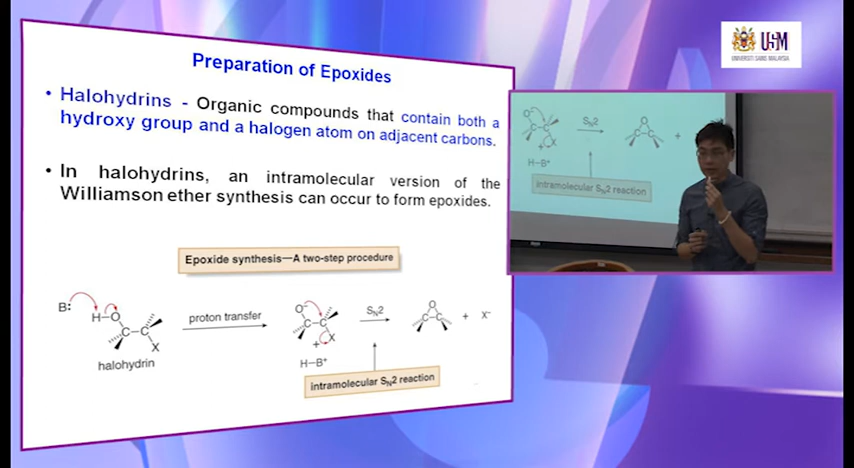 Preparation of Epoxides
• Halohydrins - Organic compounds that contain both a
hydroxy group and a halogen atom on adjacent carbons.
• In halohydrins, an intramolecular version of the
Williamson ether synthesis can occur to form epoxides.
Epoxide synthesis—A two-step procedure
B:
H–O
C–C
X
halohydrin
proton transfer
O⁻
C–C
X
+
H–B⁺
SN2
intramolecular SN2 reaction
O
C–C
+ X⁻
USM
UNIVERSITI SAINS MALAYSIA
O⁻
C–C
X
+
H–B⁺
SN2
intramolecular SN2 reaction
O
C–C
+